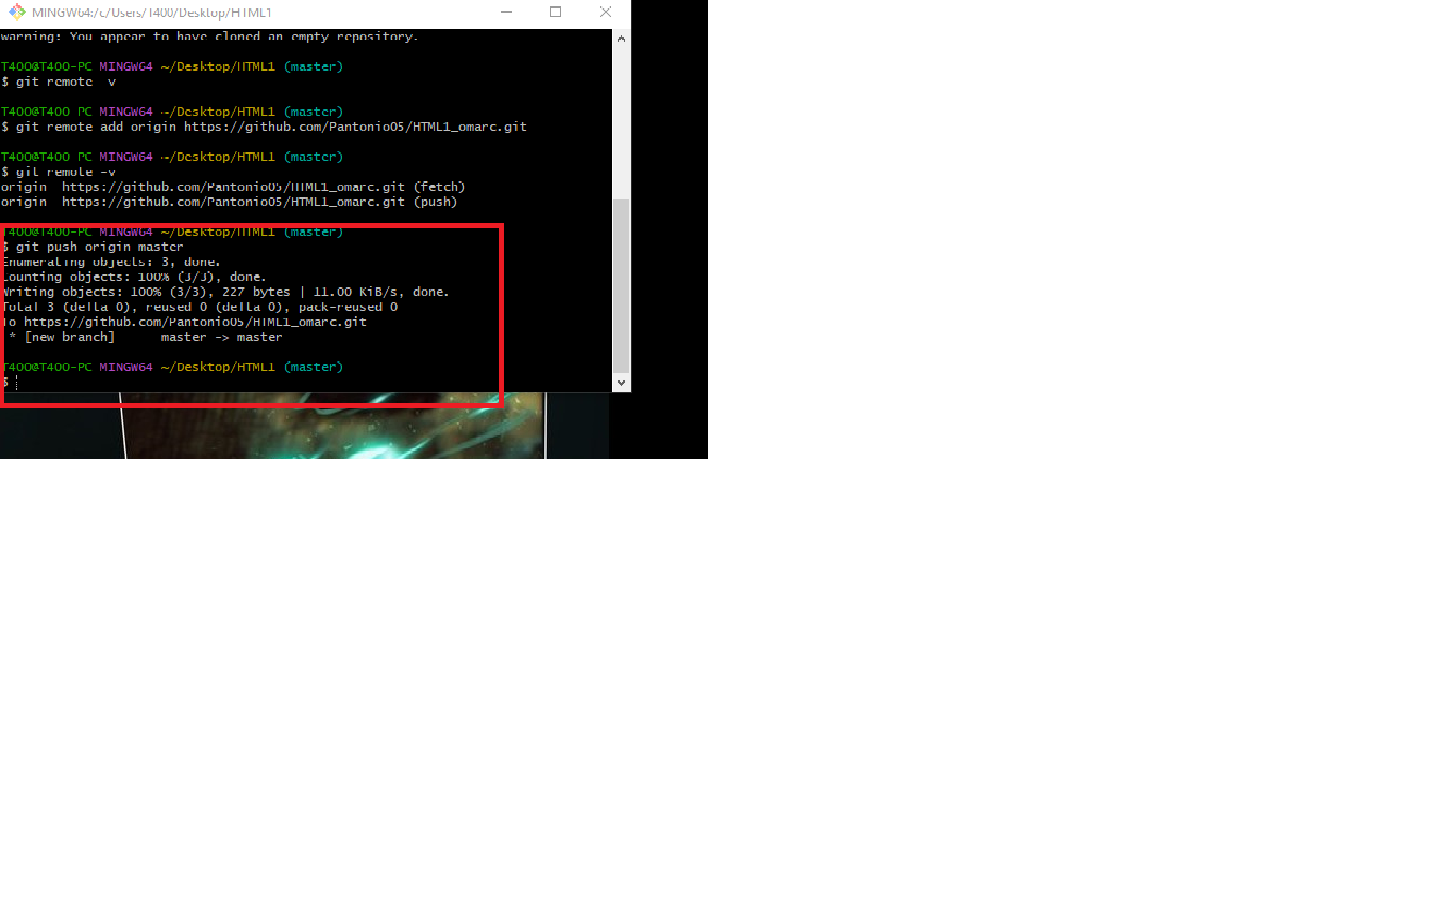 MINGW64:/c/Users/T400/Desktop/HTML1
warning: You appear to have cloned an empty repository.
T400@T400-PC MINGW64 ~/Desktop/HTML1 (master)
$ git remote -v
T400@T400-PC MINGW64 ~/Desktop/HTML1 (master)
$ git remote add origin https://github.com/Pantonio05/HTML1_omarc.git
T400@T400-PC MINGW64 ~/Desktop/HTML1 (master)
$ git remote -v
origin  https://github.com/Pantonio05/HTML1_omarc.git (fetch)
origin  https://github.com/Pantonio05/HTML1_omarc.git (push)
T400@T400-PC MINGW64 ~/Desktop/HTML1 (master)
$ git push origin master
Enumerating objects: 3, done.
Counting objects: 100% (3/3), done.
Writing objects: 100% (3/3), 227 bytes | 11.00 KiB/s, done.
Total 3 (delta 0), reused 0 (delta 0), pack-reused 0
To https://github.com/Pantonio05/HTML1_omarc.git
 * [new branch]      master -> master
T400@T400-PC MINGW64 ~/Desktop/HTML1 (master)
$